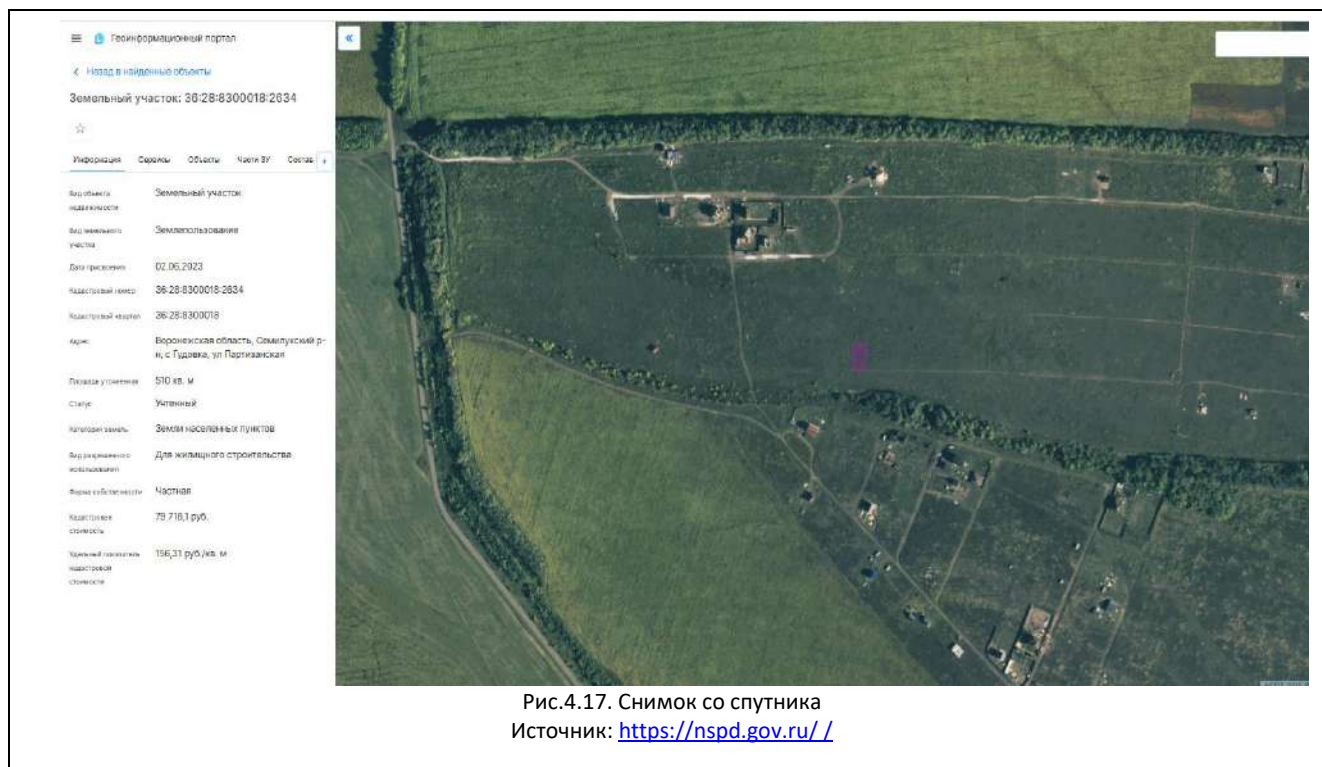 Геоинформационный портал
Назад в найденные объекты
Земельный участок: 36:28:8300018:2634
Информация Сервисы Объекты Части ЗУ Состав
Вид объекта недвижимости
Земельный участок
Вид земельного участка
Землепользование
Дата присвоения
02.06.2023
Кадастровый номер
36:28:8300018:2634
Кадастровый квартал
36:28:8300018
Адрес
Воронежская область, Семилукский р-
н, с Гудовка, ул Партизанская
Площадь уточненная
510 кв. м
Статус
Учтенный
Категория земель
Земли населенных пунктов
Вид разрешенного использования
Для жилищного строительства
Форма собственности
Частная
Кадастровая стоимость
79 718,1 руб.
Удельный показатель кадастровой стоимости
156,31 руб./кв. м
Рис.4.17. Снимок со спутника
Источник: https://nspd.gov.ru/ /